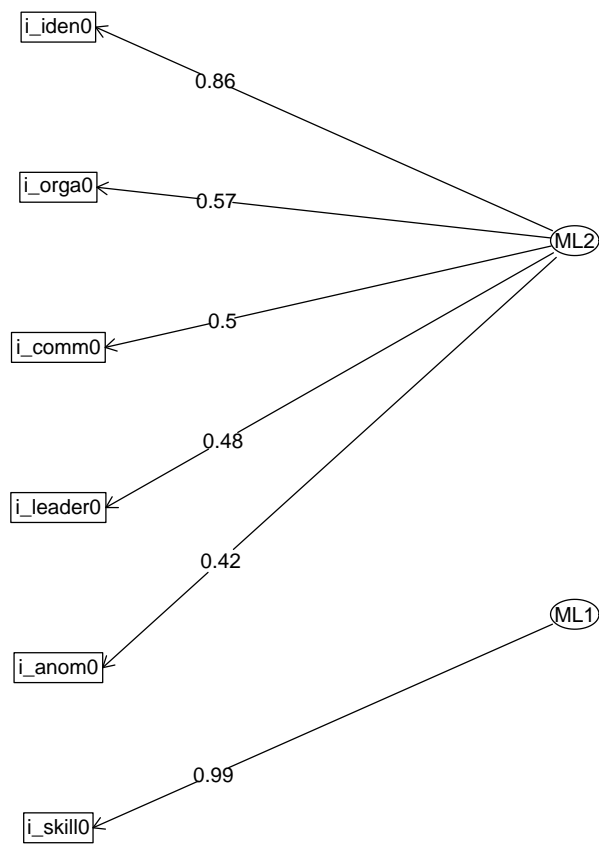 i_iden0
0.86
i_orga0
0.57
ML2
i_comm0
0.5
i_leader0
0.48
i_anom0
0.42
ML1
i_skill0
0.99